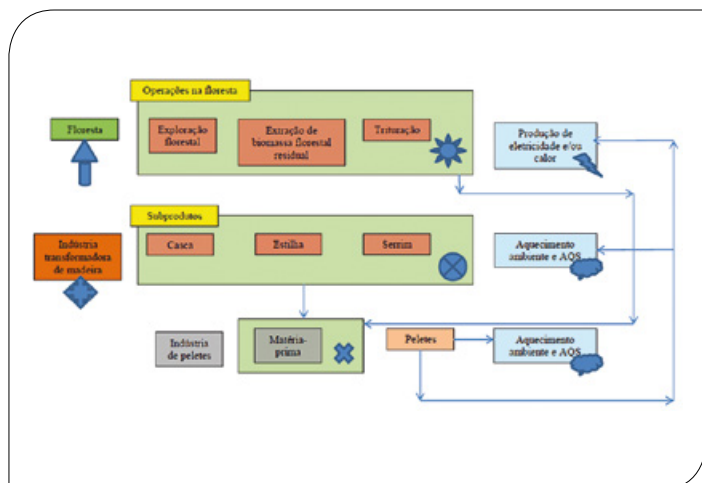 Operações na floresta
Floresta
Exploração
florestal
Extração de
biomassa florestal
residual
Trituração
Produção de
eletricidade e/ou
calor
Subprodutos
Indústria
transformadora
de madeira
Casca
Estilha
Serrim
Aquecimento
ambiente e AQS
Indústria
de peletes
Matéria-
prima
Peletes
Aquecimento
ambiente e AQS